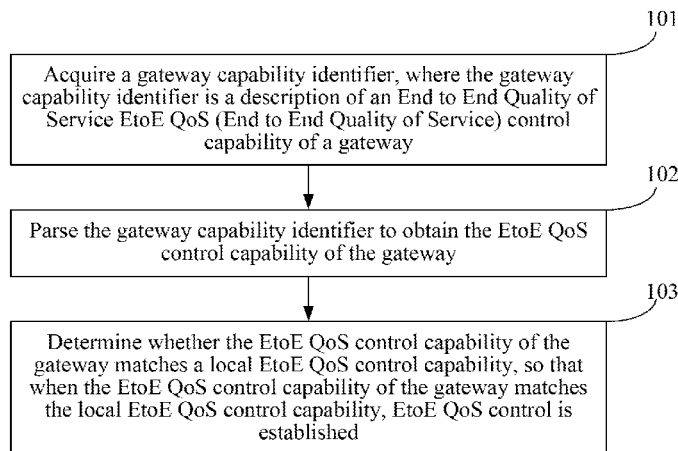 101
Acquire a gateway capability identifier, where the gateway
capability identifier is a description of an End to End Quality of
Service EtoE QoS (End to End Quality of Service) control
capability of a gateway
102
Parse the gateway capability identifier to obtain the EtoE QoS
control capability of the gateway
103
Determine whether the EtoE QoS control capability of the
gateway matches a local EtoE QoS control capability, so that
when the EtoE QoS control capability of the gateway matches
the local EtoE QoS control capability, EtoE QoS control is
established